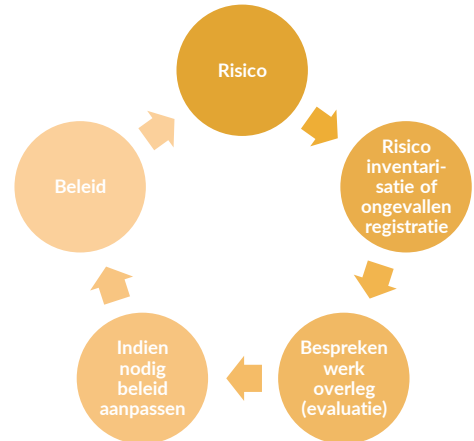 Risico
Risico
inventari-
satie of
ongevallen
registratie
Bespreken
werk
overleg
(evaluatie)
Indien
nodig
beleid
aanpassen
Beleid